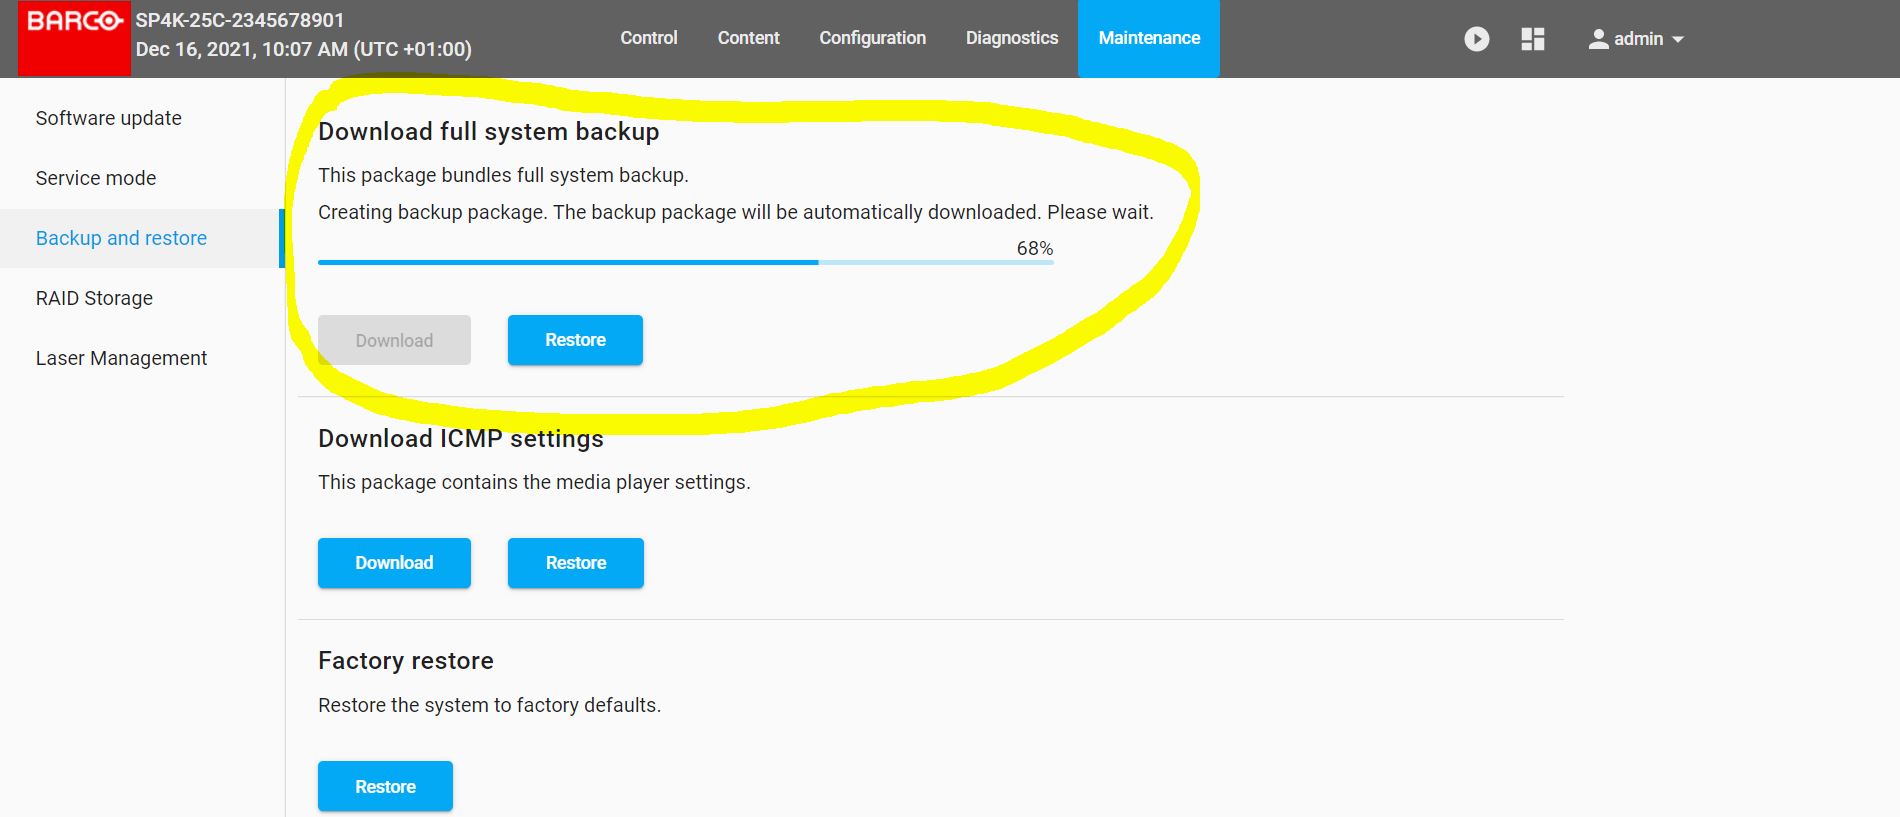 BARCO
SP4K-25C-2345678901
Dec 16, 2021, 10:07 AM (UTC +01:00)
Control
Content
Configuration
Diagnostics
Maintenance
admin
Software update
Service mode
Backup and restore
RAID Storage
Laser Management
Download full system backup
This package bundles full system backup.
Creating backup package. The backup package will be automatically downloaded. Please wait.
68%
Download
Restore
Download ICMP settings
This package contains the media player settings.
Download
Restore
Factory restore
Restore the system to factory defaults.
Restore